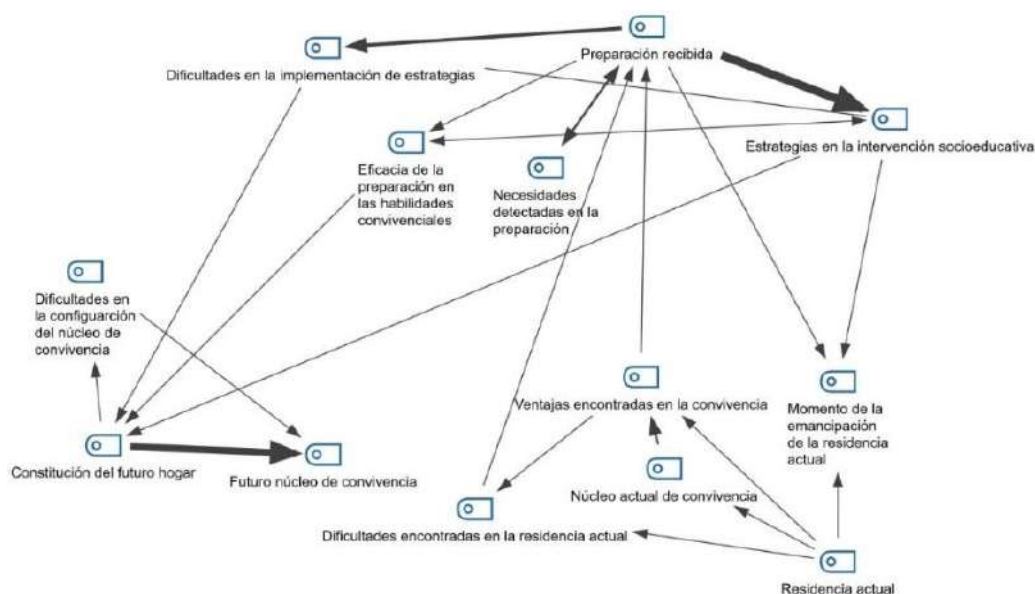 Preparación recibida
Dificultades en la implementación de estrategias
Estrategias en la intervención socioeducativa
Eficacia de la
preparación en
las habilidades
convivenciales
Necesidades
detectadas en la
preparación
Dificultades en
la configuarción
del núcleo de
convivencia
Ventajas encontradas en la convivencia
Momento de la
emancipación
de la residencia
actual
Constitución del futuro hogar
Futuro núcleo de convivencia
Núcleo actual de convivencia
Dificultades encontradas en la residencia actual
Residencia actual